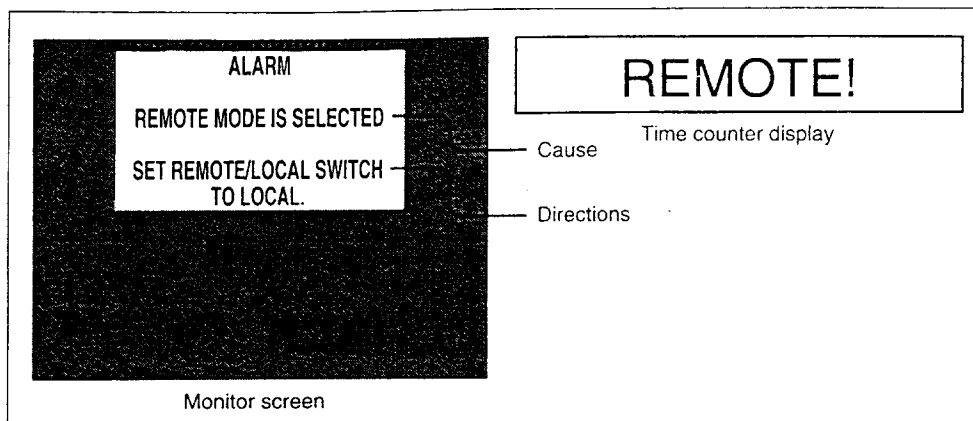 ALARM
REMOTE MODE IS SELECTED
SET REMOTE/LOCAL SWITCH
TO LOCAL.
Monitor screen
Cause
Directions
REMOTE!
Time counter display